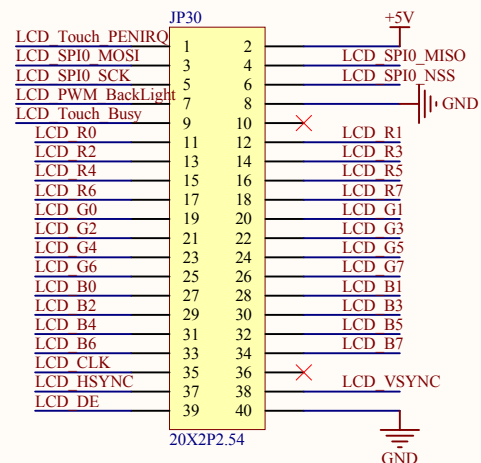 JP30
+5V
LCD_Touch_PENIRQ 1 2
LCD_SPI0_MOSI 3 4 LCD_SPI0_MISO
LCD_SPI0_SCK 5 6 LCD_SPI0_NSS
LCD_PWM_BackLight 7 8 GND
LCD_Touch_Busy 9 10
LCD_R0 11 12 LCD_R1
LCD_R2 13 14 LCD_R3
LCD_R4 15 16 LCD_R5
LCD_R6 17 18 LCD_R7
LCD_G0 19 20 LCD_G1
LCD_G2 21 22 LCD_G3
LCD_G4 23 24 LCD_G5
LCD_G6 25 26 LCD_G7
LCD_B0 27 28 LCD_B1
LCD_B2 29 30 LCD_B3
LCD_B4 31 32 LCD_B5
LCD_B6 33 34 LCD_B7
LCD_CLK 35 36
LCD_HSYNC 37 38 LCD_VSYNC
LCD_DE 39 40
20X2P2.54
GND